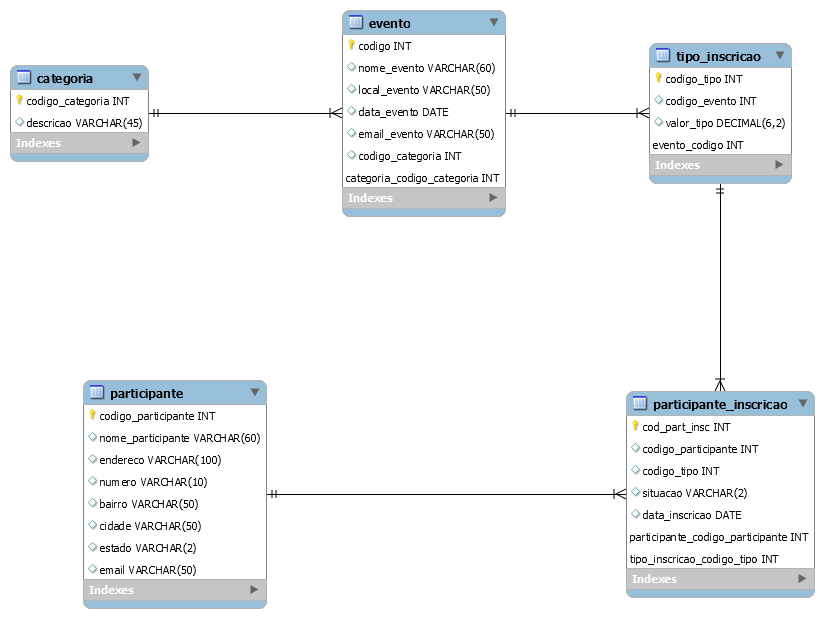 categoria
codigo_categoria INT
descricao VARCHAR(45)
Indexes
evento
codigo INT
nome_evento VARCHAR(60)
local_evento VARCHAR(50)
data_evento DATE
email_evento VARCHAR(50)
codigo_categoria INT
categoria_codigo_categoria INT
Indexes
tipo_inscricao
codigo_tipo INT
codigo_evento INT
valor_tipo DECIMAL(6,2)
evento_codigo INT
Indexes
participante
codigo_participante INT
nome_participante VARCHAR(60)
endereco VARCHAR(100)
numero VARCHAR(10)
bairro VARCHAR(50)
cidade VARCHAR(50)
estado VARCHAR(2)
email VARCHAR(50)
Indexes
participante_inscricao
cod_part_insc INT
codigo_participante INT
codigo_tipo INT
situacao VARCHAR(2)
data_inscricao DATE
participante_codigo_participante INT
tipo_inscricao_codigo_tipo INT
Indexes